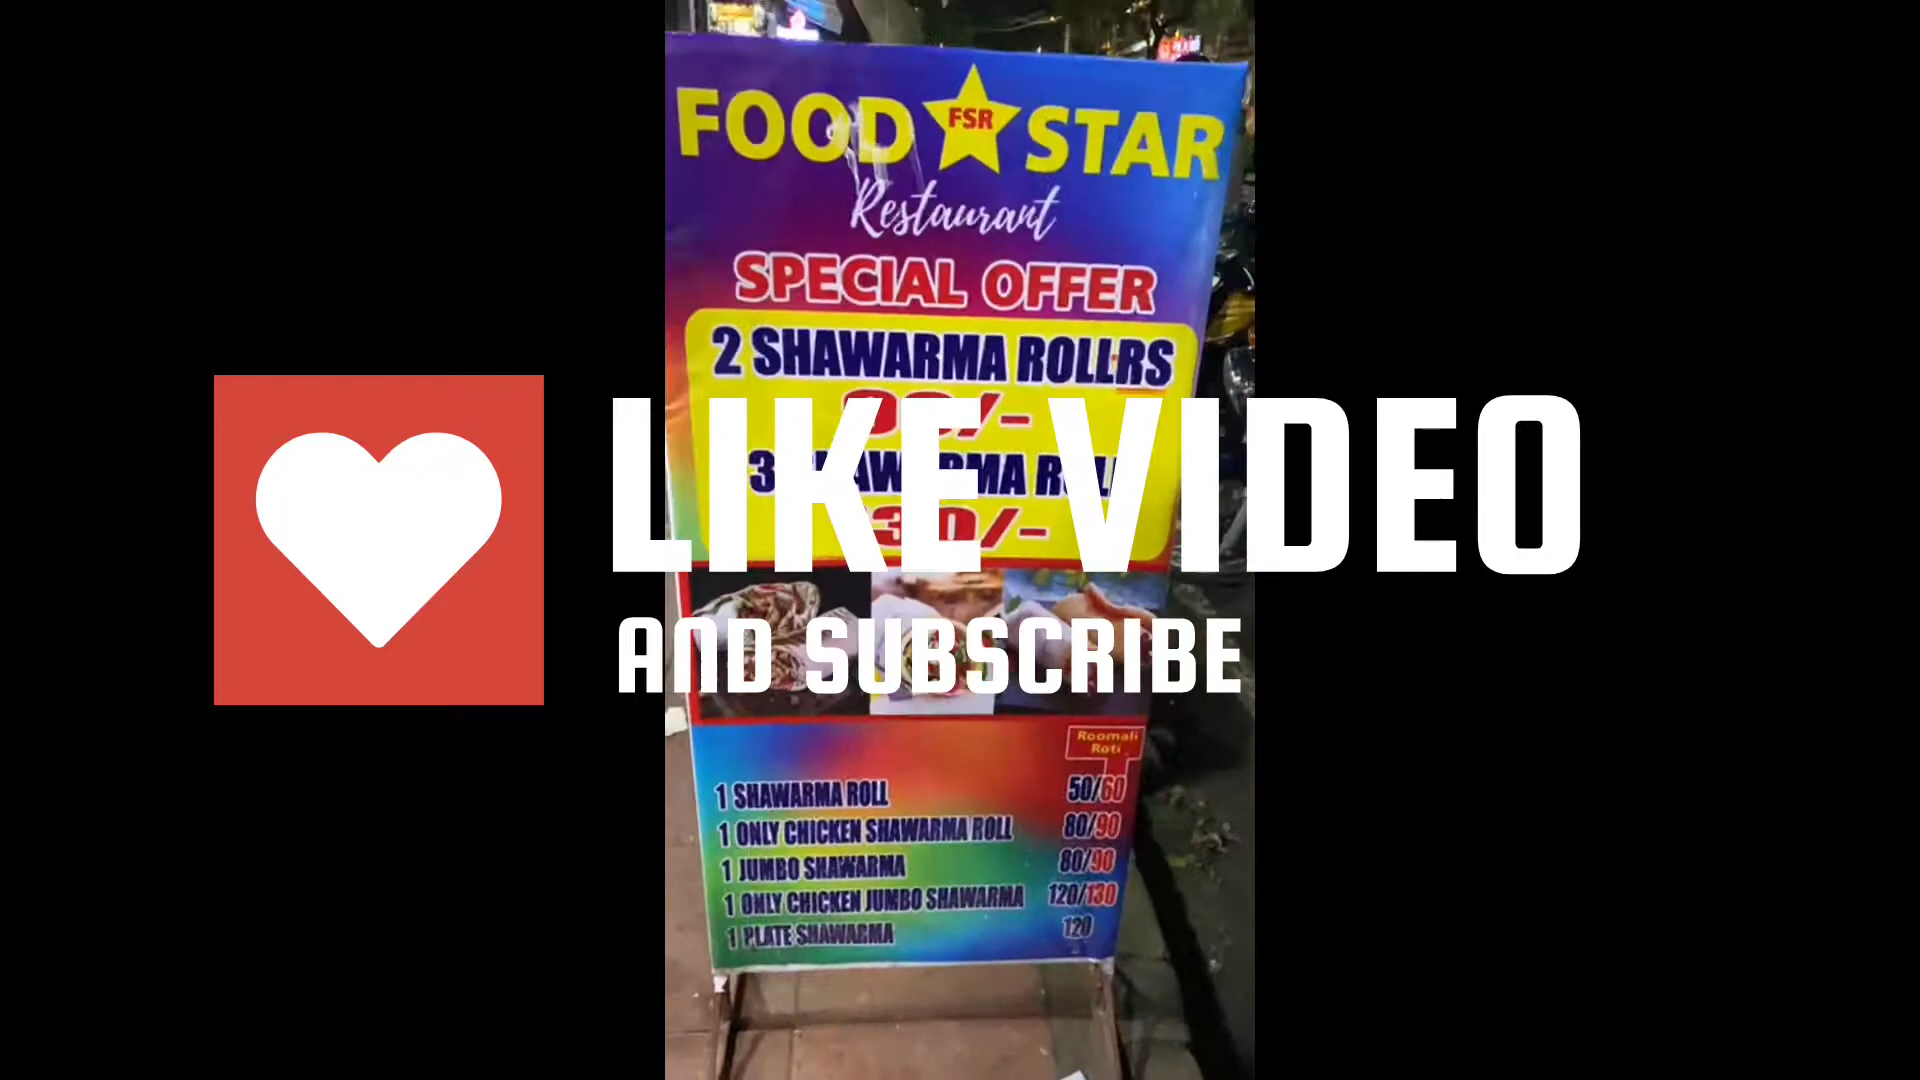 FOOD FSR STAR
Restaurant
SPECIAL OFFER
2 SHAWARMA ROLLRS
/-
3
30/-
LIKE VIDEO
AND SUBSCRIBE
Roomali
Roti
1 SHAWARMA ROLL 50/60
1 ONLY CHICKEN SHAWARMA ROLL 80/90
1 JUMBO SHAWARMA 80/90
1 ONLY CHICKEN JUMBO SHAWARMA 120/130
1 PLATE SHAWARMA 120